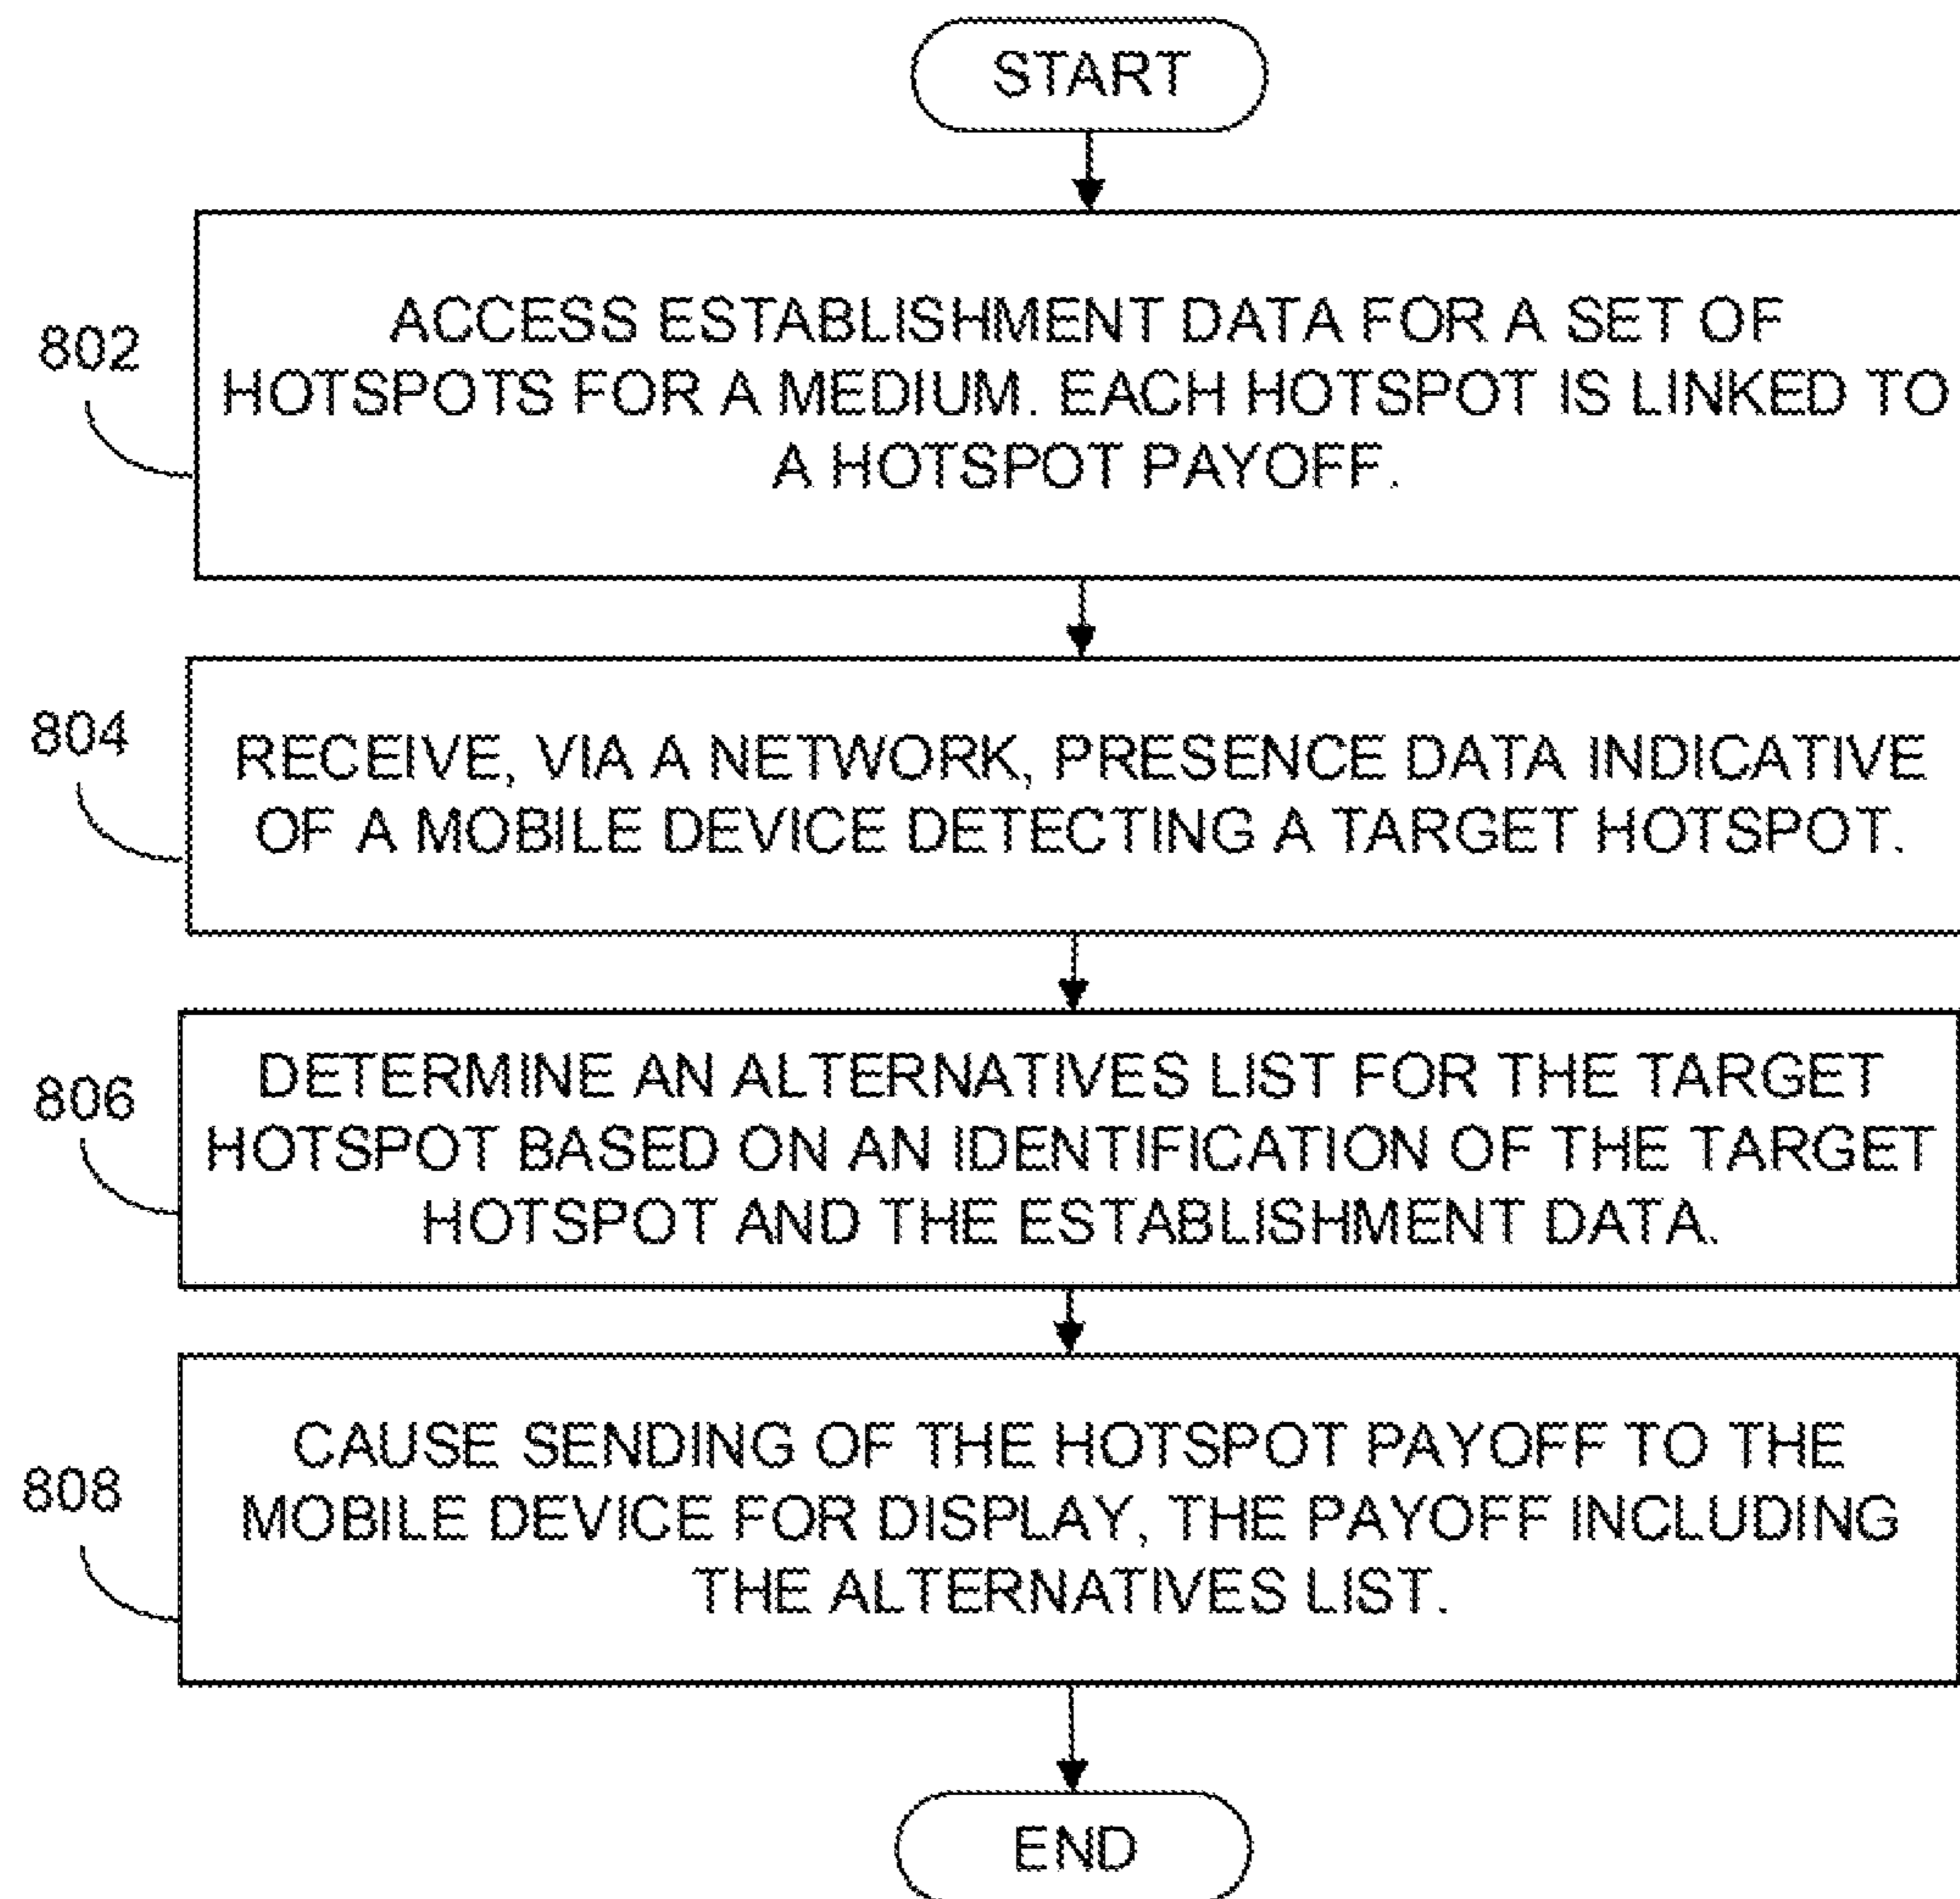 START
802
ACCESS ESTABLISHMENT DATA FOR A SET OF
HOTSPOTS FOR A MEDIUM. EACH HOTSPOT IS LINKED TO
A HOTSPOT PAYOFF.
804
RECEIVE, VIA A NETWORK, PRESENCE DATA INDICATIVE
OF A MOBILE DEVICE DETECTING A TARGET HOTSPOT.
806
DETERMINE AN ALTERNATIVES LIST FOR THE TARGET
HOTSPOT BASED ON AN IDENTIFICATION OF THE TARGET
HOTSPOT AND THE ESTABLISHMENT DATA.
808
CAUSE SENDING OF THE HOTSPOT PAYOFF TO THE
MOBILE DEVICE FOR DISPLAY, THE PAYOFF INCLUDING
THE ALTERNATIVES LIST.
END